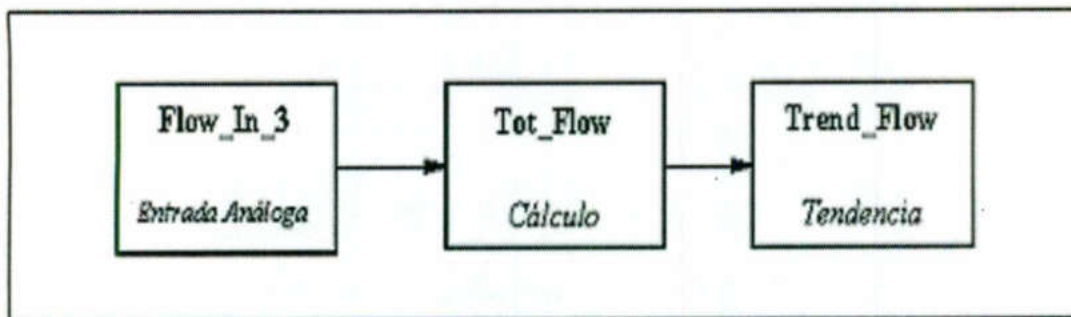 Flow_In_3
Entrada Análoga
Tot_Flow
Cálculo
Trend_Flow
Tendencia